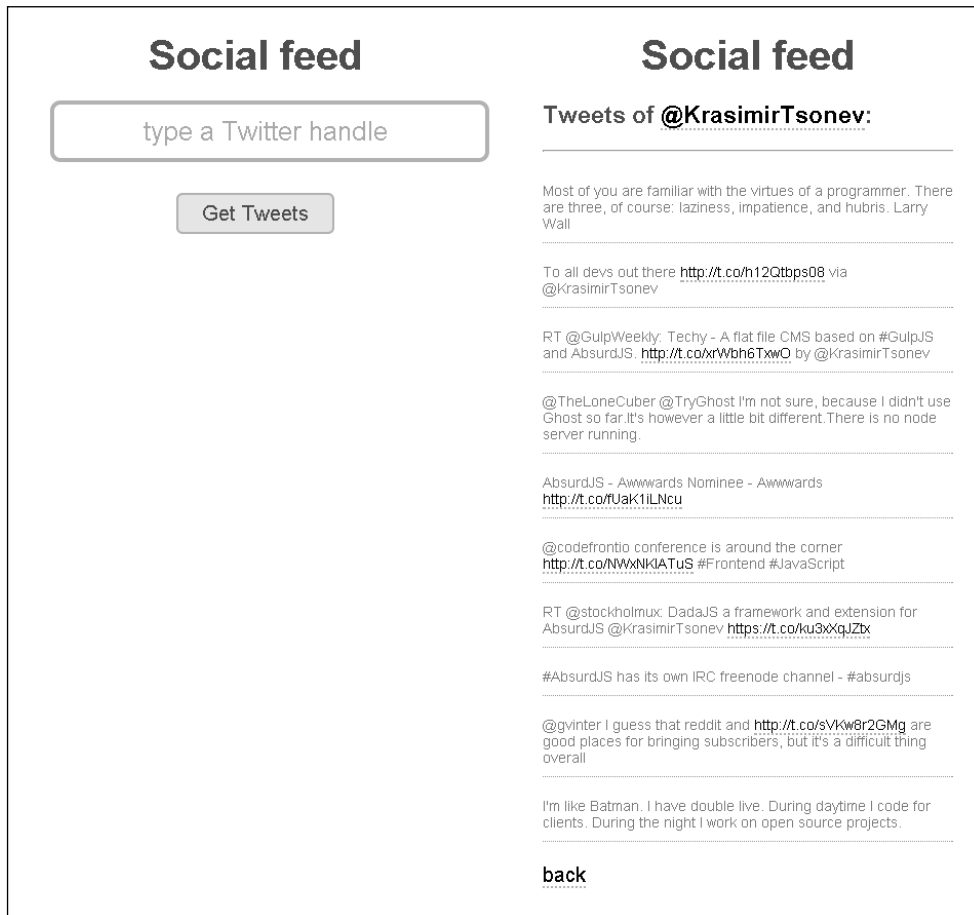 Social feed
type a Twitter handle
Get Tweets
Social feed
Tweets of @KrasimirTsonev:
Most of you are familiar with the virtues of a programmer. There
are three, of course: laziness, impatience, and hubris. Larry
Wall
To all devs out there http://t.co/h12Qtbps08 via
@KrasimirTsonev
RT @GulpWeekly: Techy - A flat file CMS based on #GulpJS
and AbsurdJS. http://t.co/xrWbh6TxwO by @KrasimirTsonev
@TheLoneCuber @TryGhost I'm not sure, because I didn't use
Ghost so far.It's however a little bit different.There is no node
server running.
AbsurdJS - Awwwards Nominee - Awwwards
http://t.co/fUaK1iLNcu
@codefrontio conference is around the corner
http://t.co/NWxNKlATuS #Frontend #JavaScript
RT @stockholmux: DadaJS a framework and extension for
AbsurdJS @KrasimirTsonev https://t.co/ku3xXqJZtx
#AbsurdJS has its own IRC freenode channel - #absurdjs
@gvinter I guess that reddit and http://t.co/sVKw8r2GMg are
good places for bringing subscribers, but it's a difficult thing
overall
I'm like Batman. I have double live. During daytime I code for
clients. During the night I work on open source projects.
back